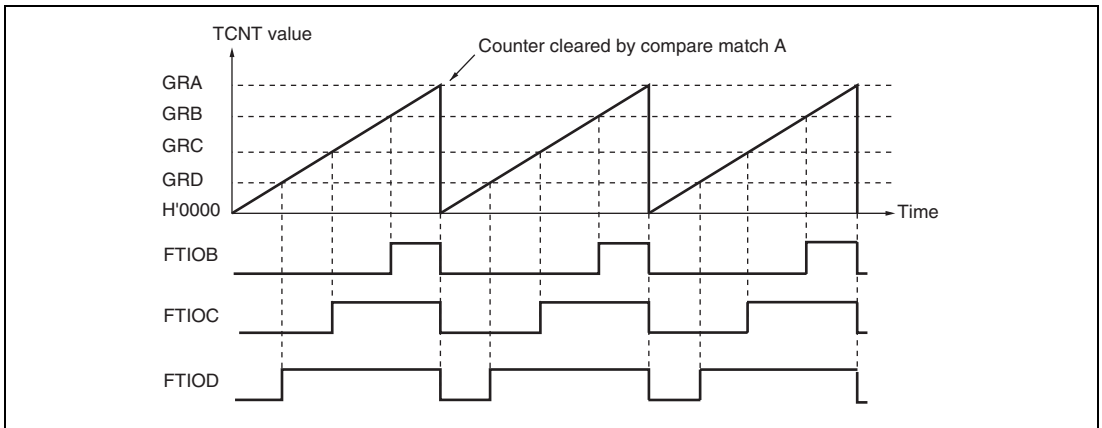 TCNT value
Counter cleared by compare match A
GRA
GRB
GRC
GRD
H'0000
Time
FTIOB
FTIOC
FTIOD